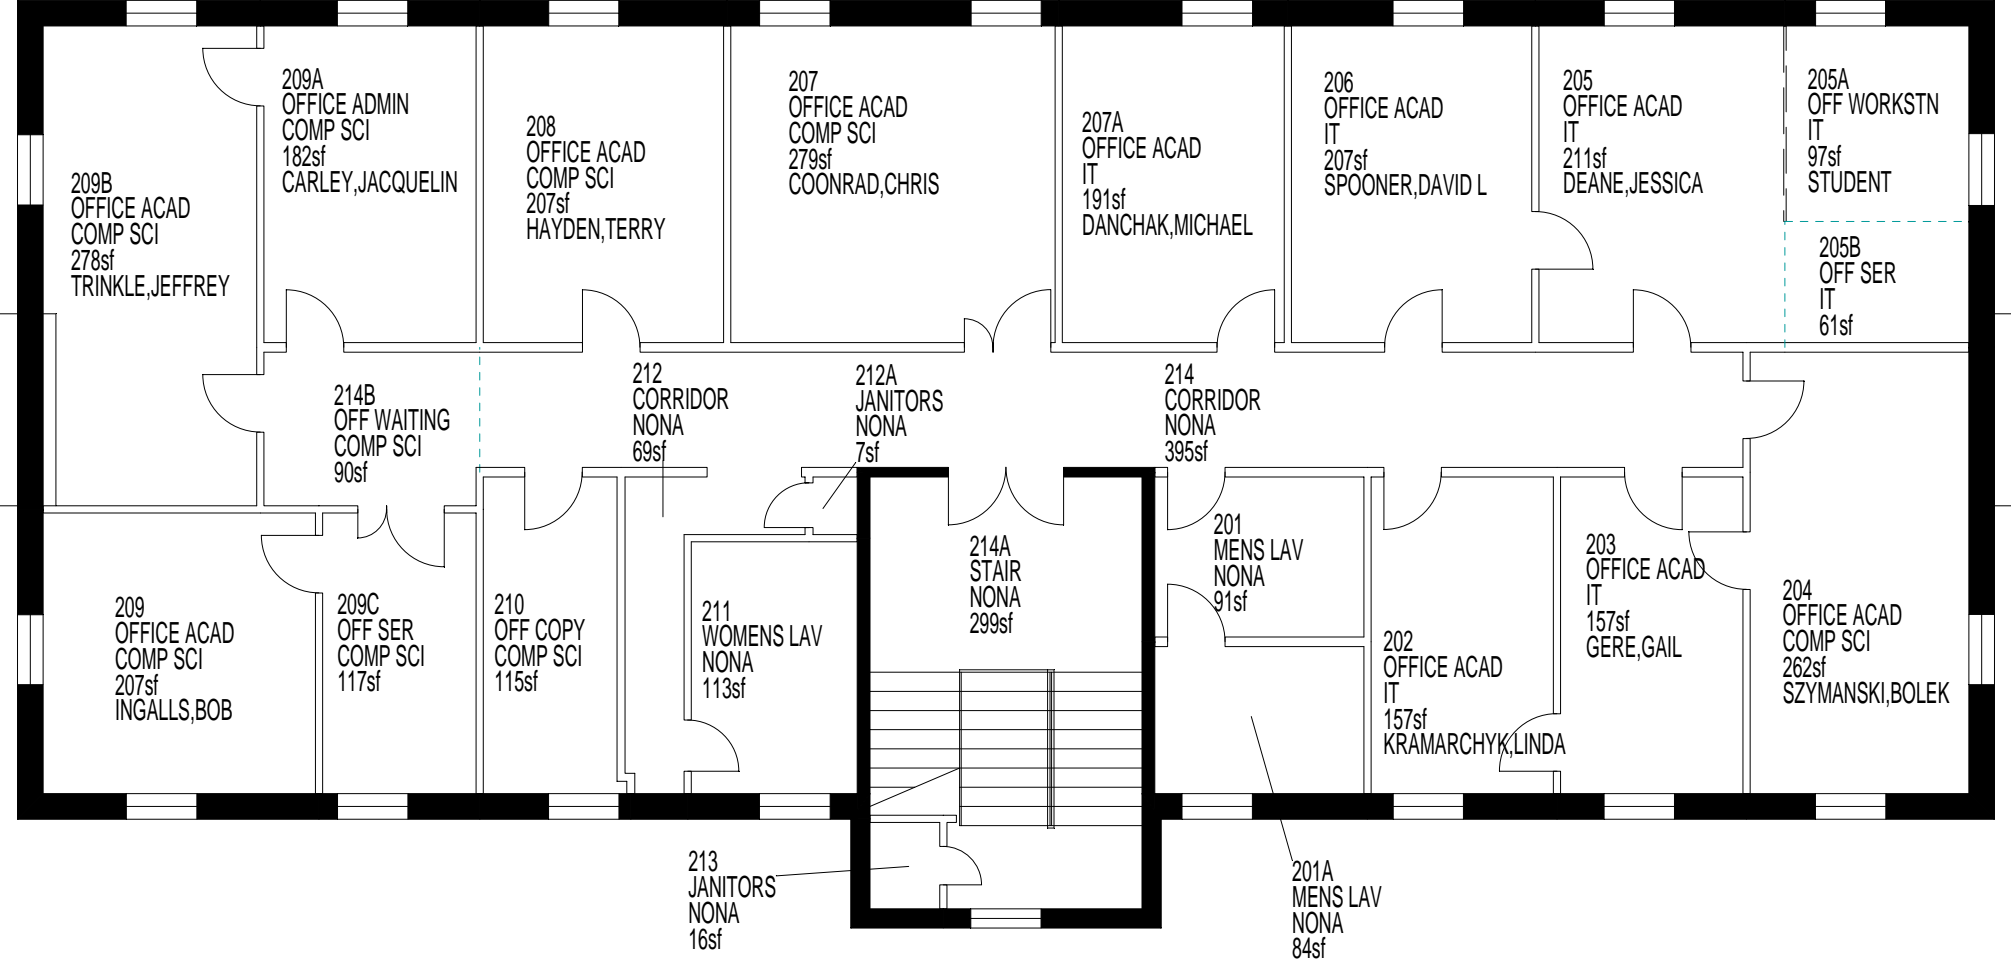 209A
OFFICE ADMIN
COMP SCI
182sf
CARLEY,JACQUELIN
208
OFFICE ACAD
COMP SCI
207sf
HAYDEN,TERRY
207
OFFICE ACAD
COMP SCI
279sf
COONRAD,CHRIS
207A
OFFICE ACAD
IT
191sf
DANCHAK,MICHAEL
206
OFFICE ACAD
IT
207sf
SPOONER,DAVID L
205
OFFICE ACAD
IT
211sf
DEANE,JESSICA
205A
OFF WORKSTN
IT
97sf
STUDENT
209B
OFFICE ACAD
COMP SCI
278sf
TRINKLE,JEFFREY
205B
OFF SER
IT
61sf
214B
OFF WAITING
COMP SCI
90sf
212
CORRIDOR
NONA
69sf
212A
JANITORS
NONA
7sf
214
CORRIDOR
NONA
395sf
209
OFFICE ACAD
COMP SCI
207sf
INGALLS,BOB
209C
OFF SER
COMP SCI
117sf
210
OFF COPY
COMP SCI
115sf
211
WOMENS LAV
NONA
113sf
214A
STAIR
NONA
299sf
201
MENS LAV
NONA
91sf
202
OFFICE ACAD
IT
157sf
KRAMARCHYK,LINDA
203
OFFICE ACAD
IT
157sf
GERE,GAIL
204
OFFICE ACAD
COMP SCI
262sf
SZYMANSKI,BOLEK
213
JANITORS
NONA
16sf
201A
MENS LAV
NONA
84sf